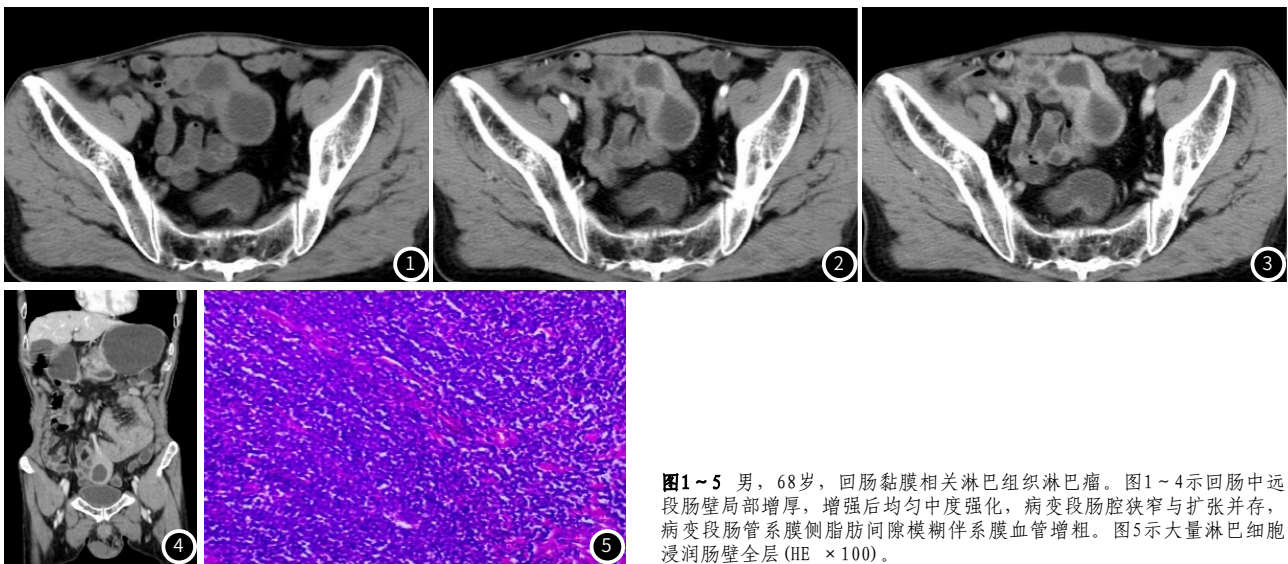 1
2
3
4
5
图1~5 男，68岁，回肠黏膜相关淋巴组织淋巴瘤。图1~4示回肠中远
段肠壁局部增厚，增强后均匀中度强化，病变段肠腔狭窄与扩张并存，
病变段肠管系膜侧脂肪间隙模糊伴系膜血管增粗。图5示大量淋巴细胞
浸润肠壁全层(HE ×100)。